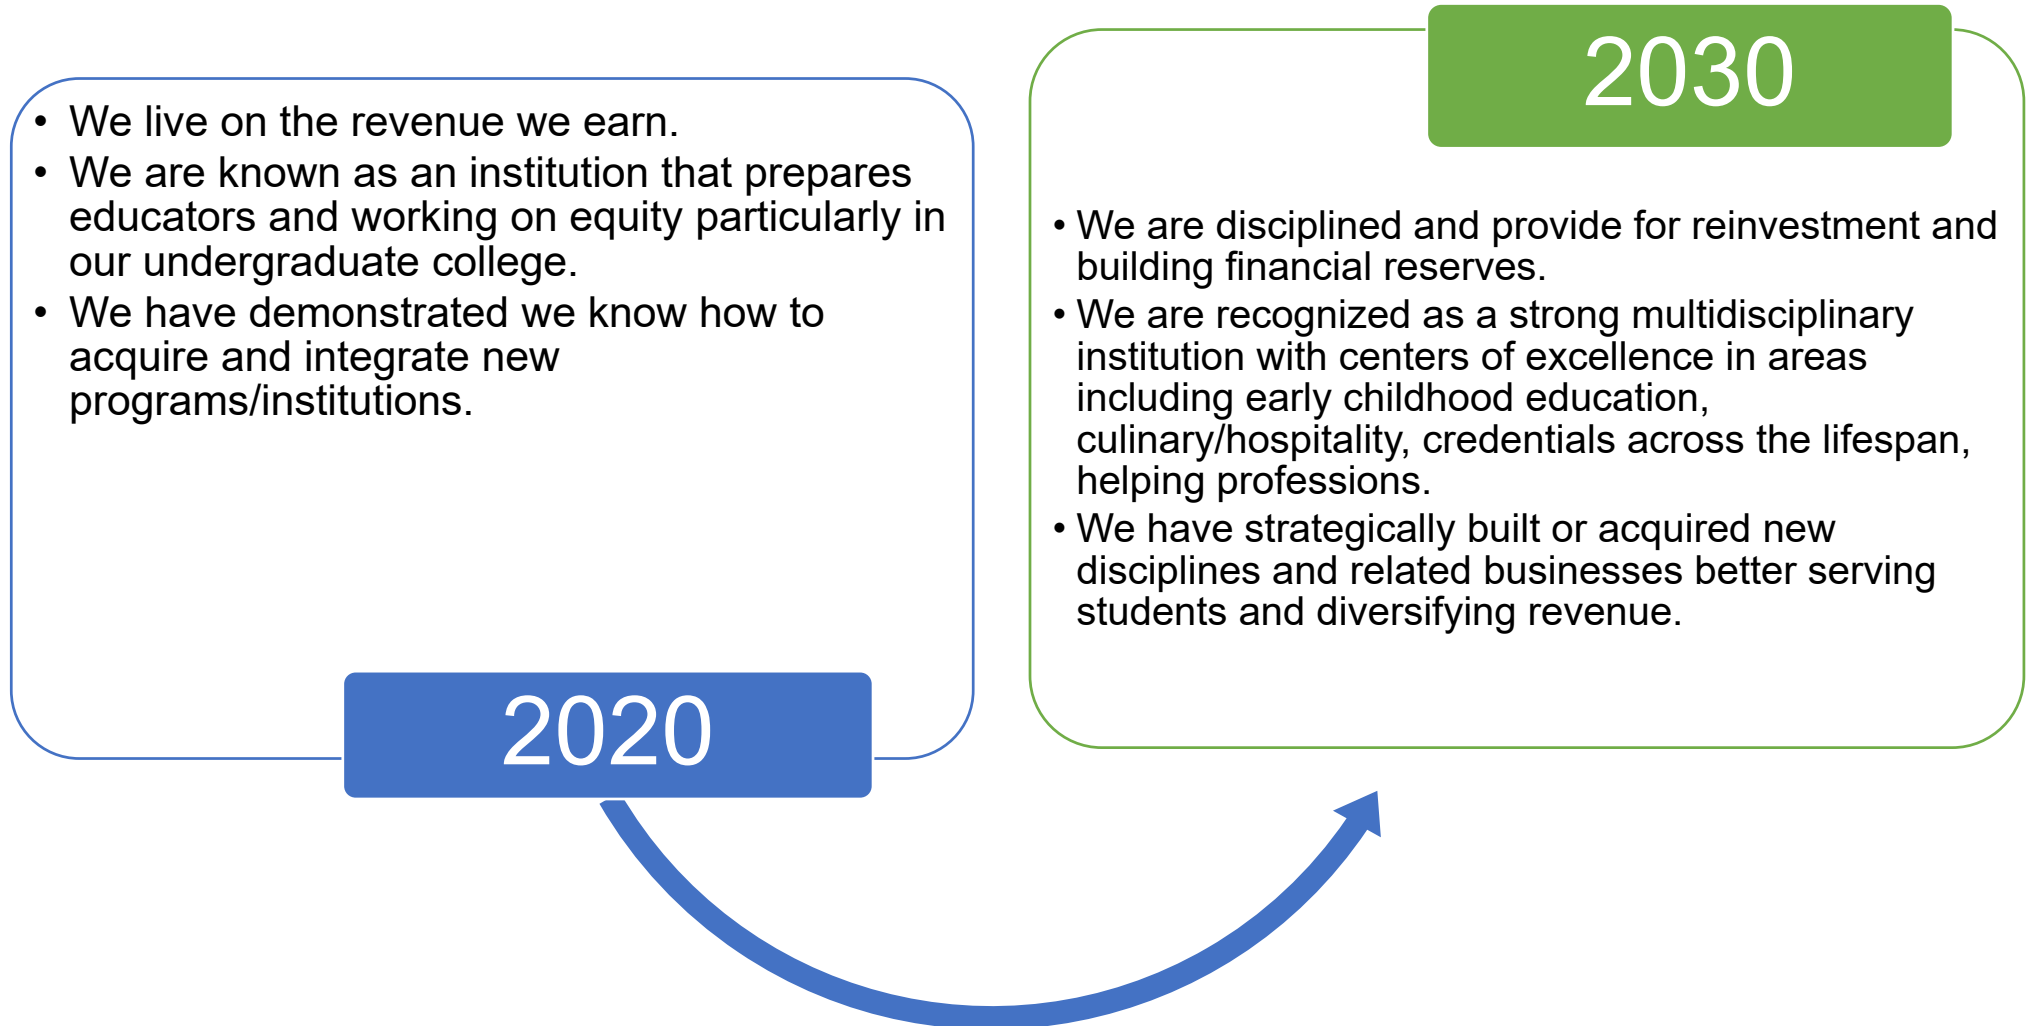 • We live on the revenue we earn.
• We are known as an institution that prepares
educators and working on equity particularly in
our undergraduate college.
• We have demonstrated we know how to
acquire and integrate new
programs/institutions.
2020
2030
• We are disciplined and provide for reinvestment and
building financial reserves.
• We are recognized as a strong multidisciplinary
institution with centers of excellence in areas
including early childhood education,
culinary/hospitality, credentials across the lifespan,
helping professions.
• We have strategically built or acquired new
disciplines and related businesses better serving
students and diversifying revenue.